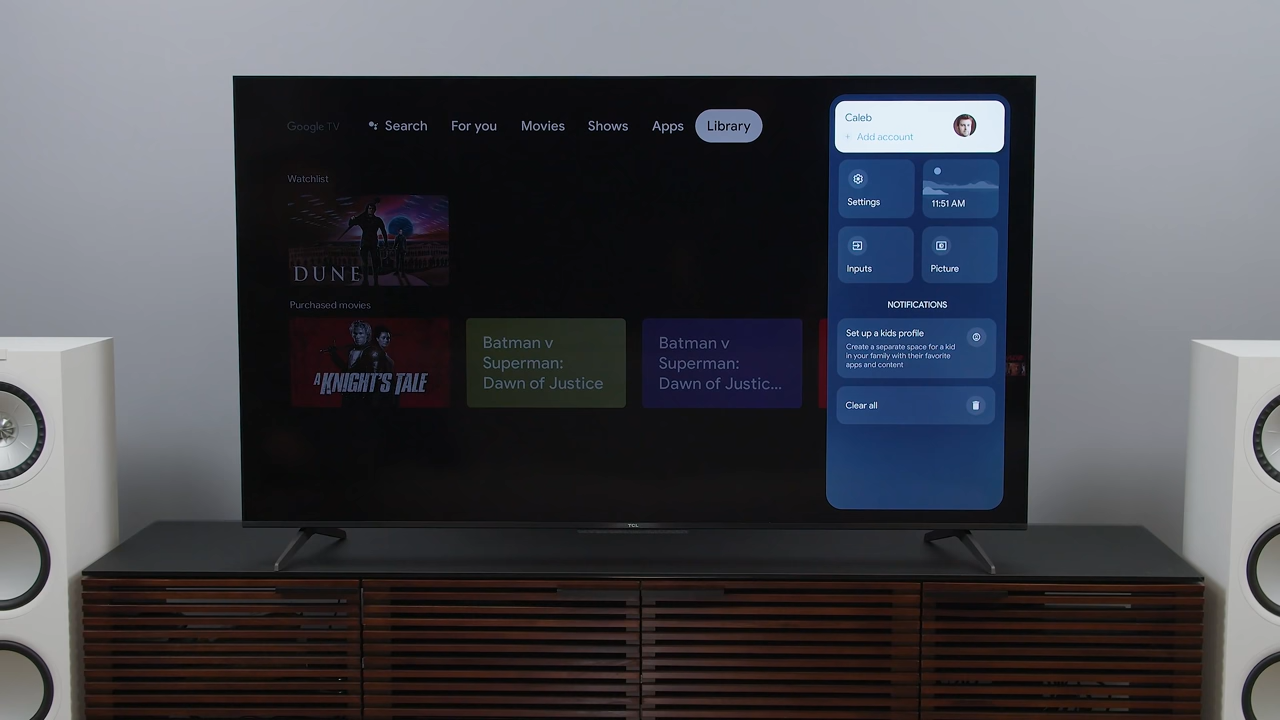 Google TV
Search
For you
Movies
Shows
Apps
Library
Watchlist
DUNE
Purchased movies
A KNIGHT'S TALE
Batman v
Superman:
Dawn of Justice
Batman v
Superman:
Dawn of Justic...
Caleb
+ Add account
Settings
11:51 AM
Inputs
Picture
NOTIFICATIONS
Set up a kids profile
Create a separate space for a kid
in your family with their favorite
apps and content
Clear all
TCL